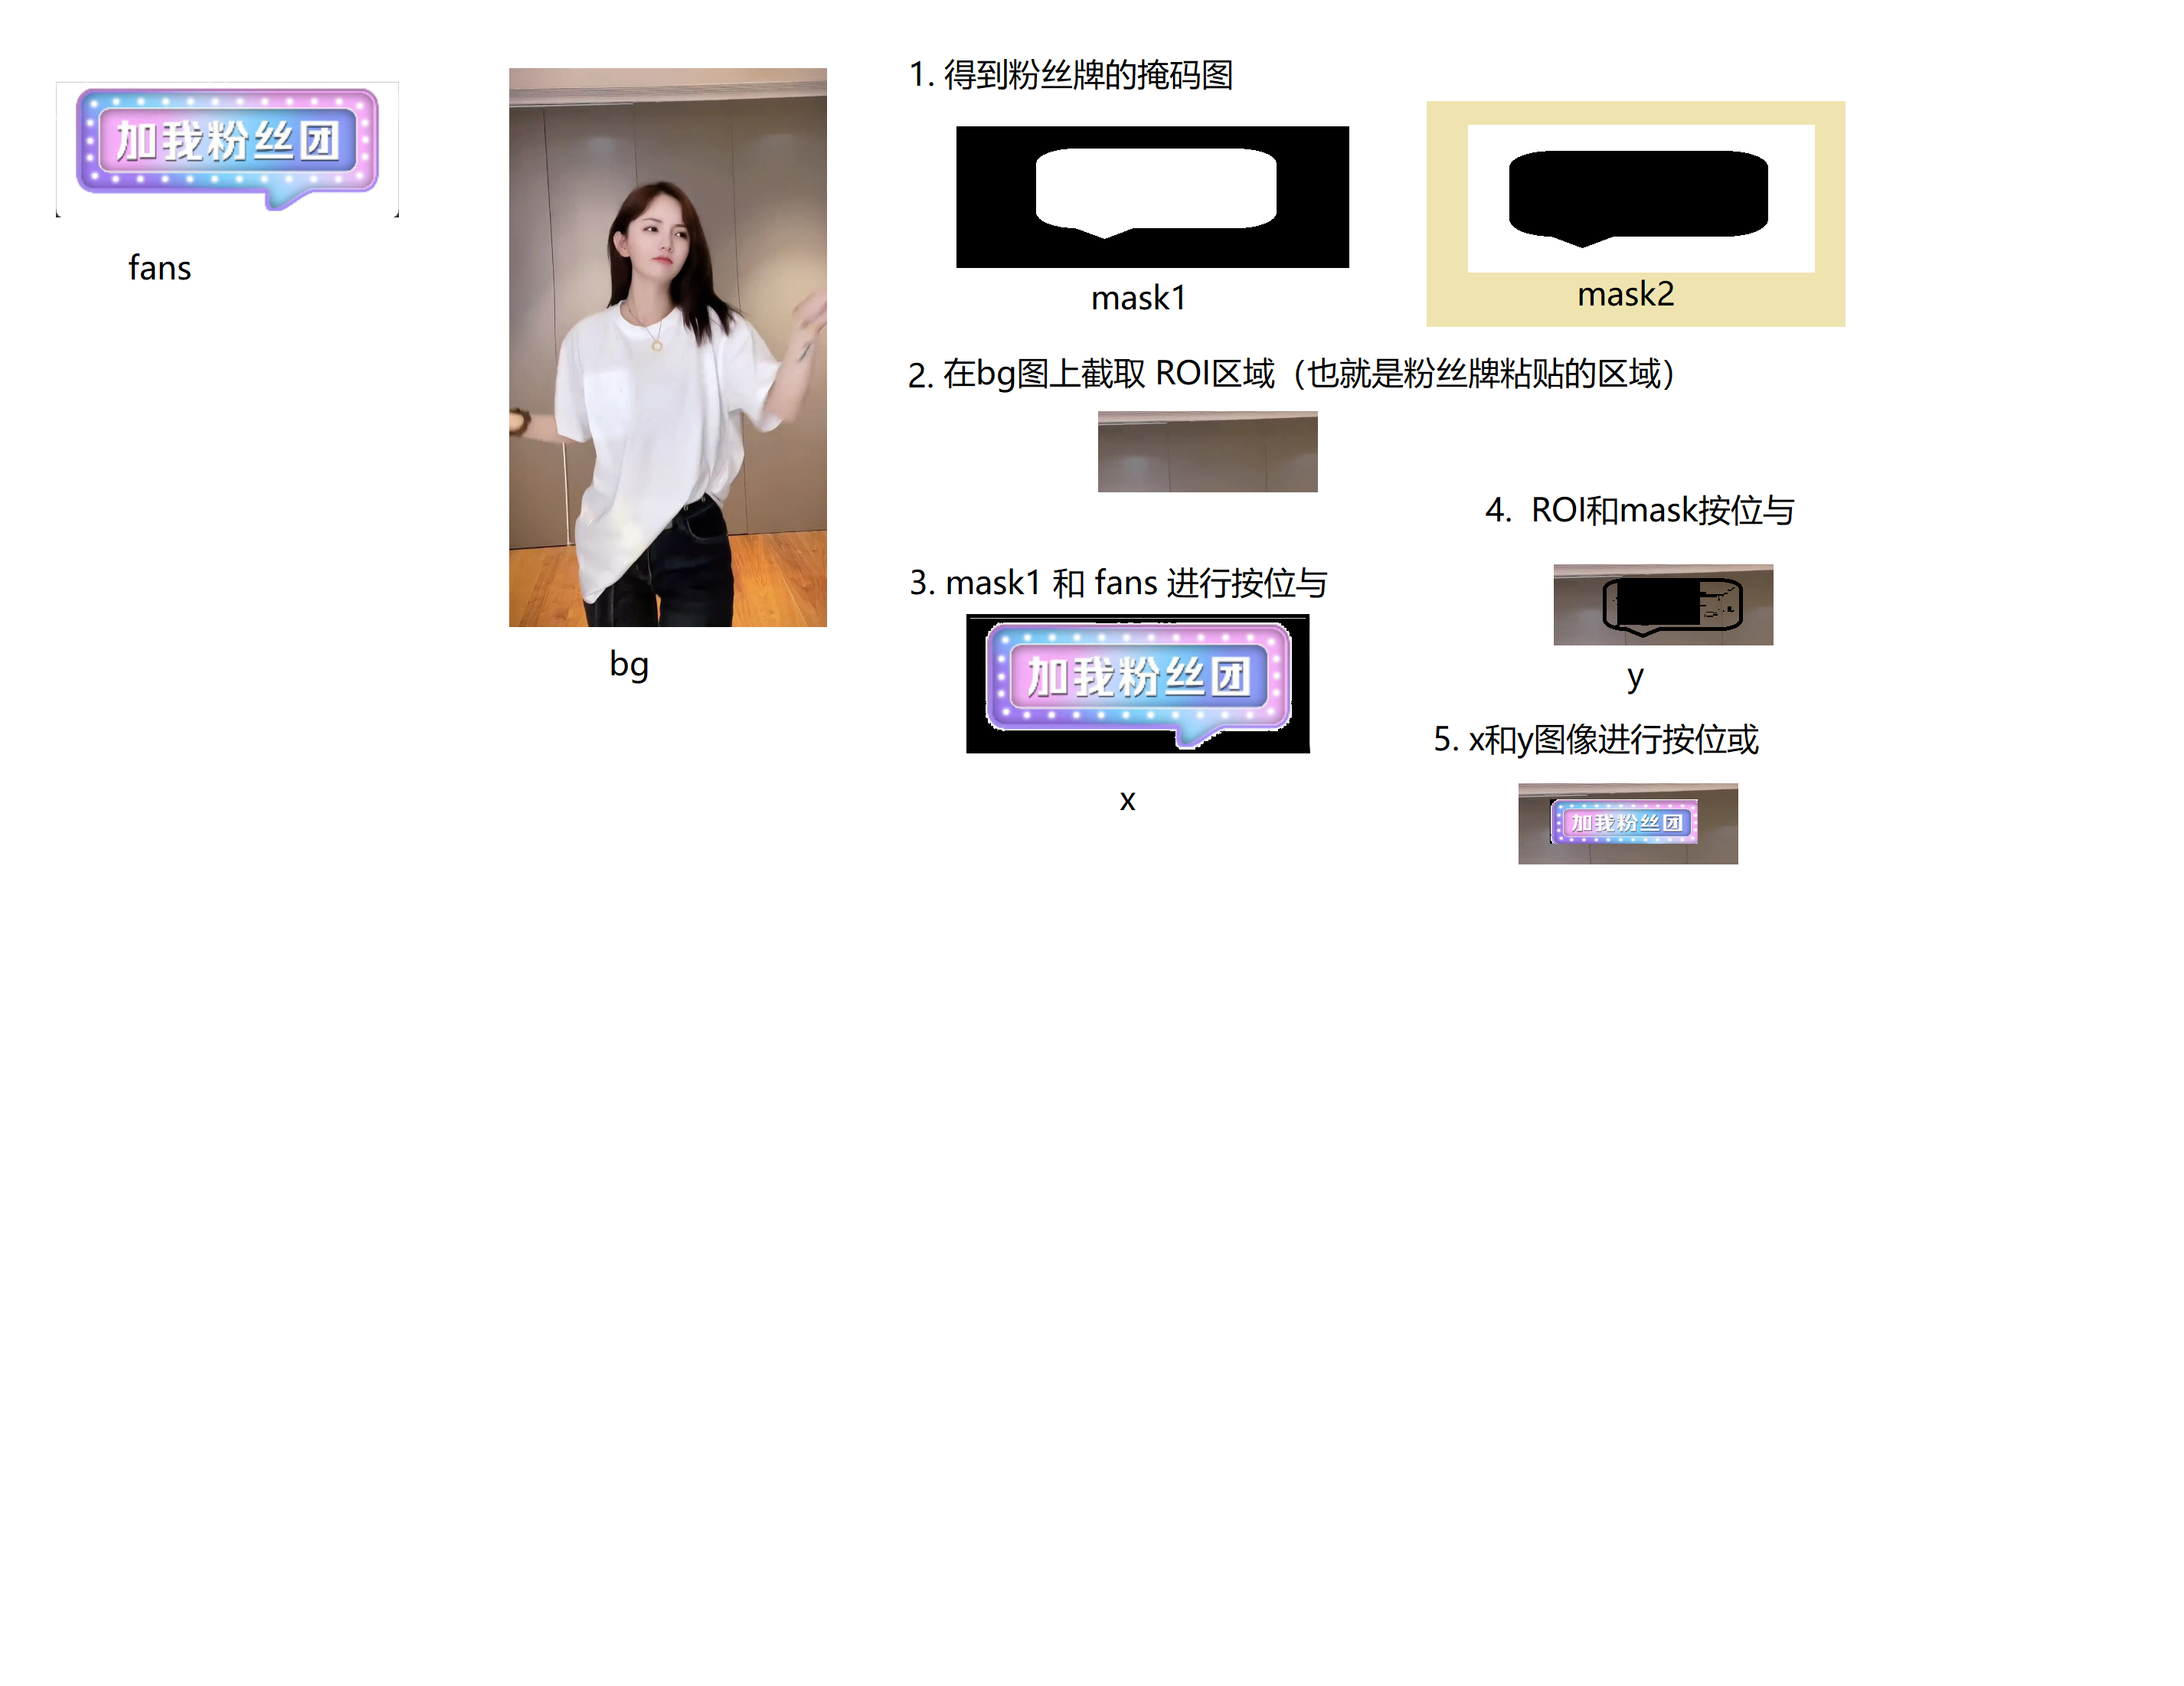 加我粉丝团
fans
bg
1. 得到粉丝牌的掩码图
mask1
mask2
2. 在bg图上截取 ROI区域（也就是粉丝牌粘贴的区域）
3. mask1 和 fans 进行按位与
加我粉丝团
x
4. ROI和mask按位与
y
5. x和y图像进行按位或
加我粉丝团